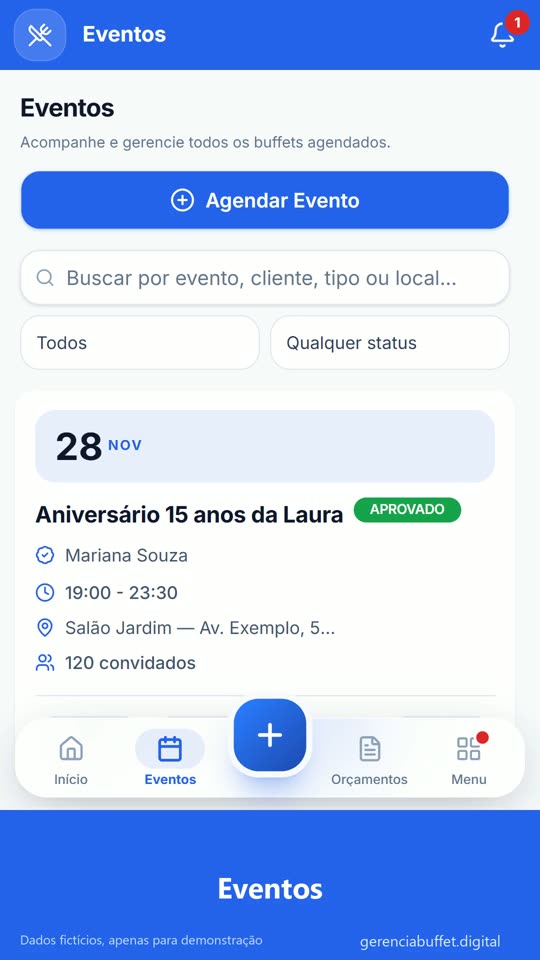 Eventos
1
Eventos
Acompanhe e gerencie todos os buffets agendados.
Agendar Evento
Buscar por evento, cliente, tipo ou local...
Todos
Qualquer status
28 NOV
Aniversário 15 anos da Laura
APROVADO
Mariana Souza
19:00 - 23:30
Salão Jardim — Av. Exemplo, 5...
120 convidados
Início
Eventos
Orçamentos
Menu
Eventos
Dados fictícios, apenas para demonstração
gerenciabuffet.digital